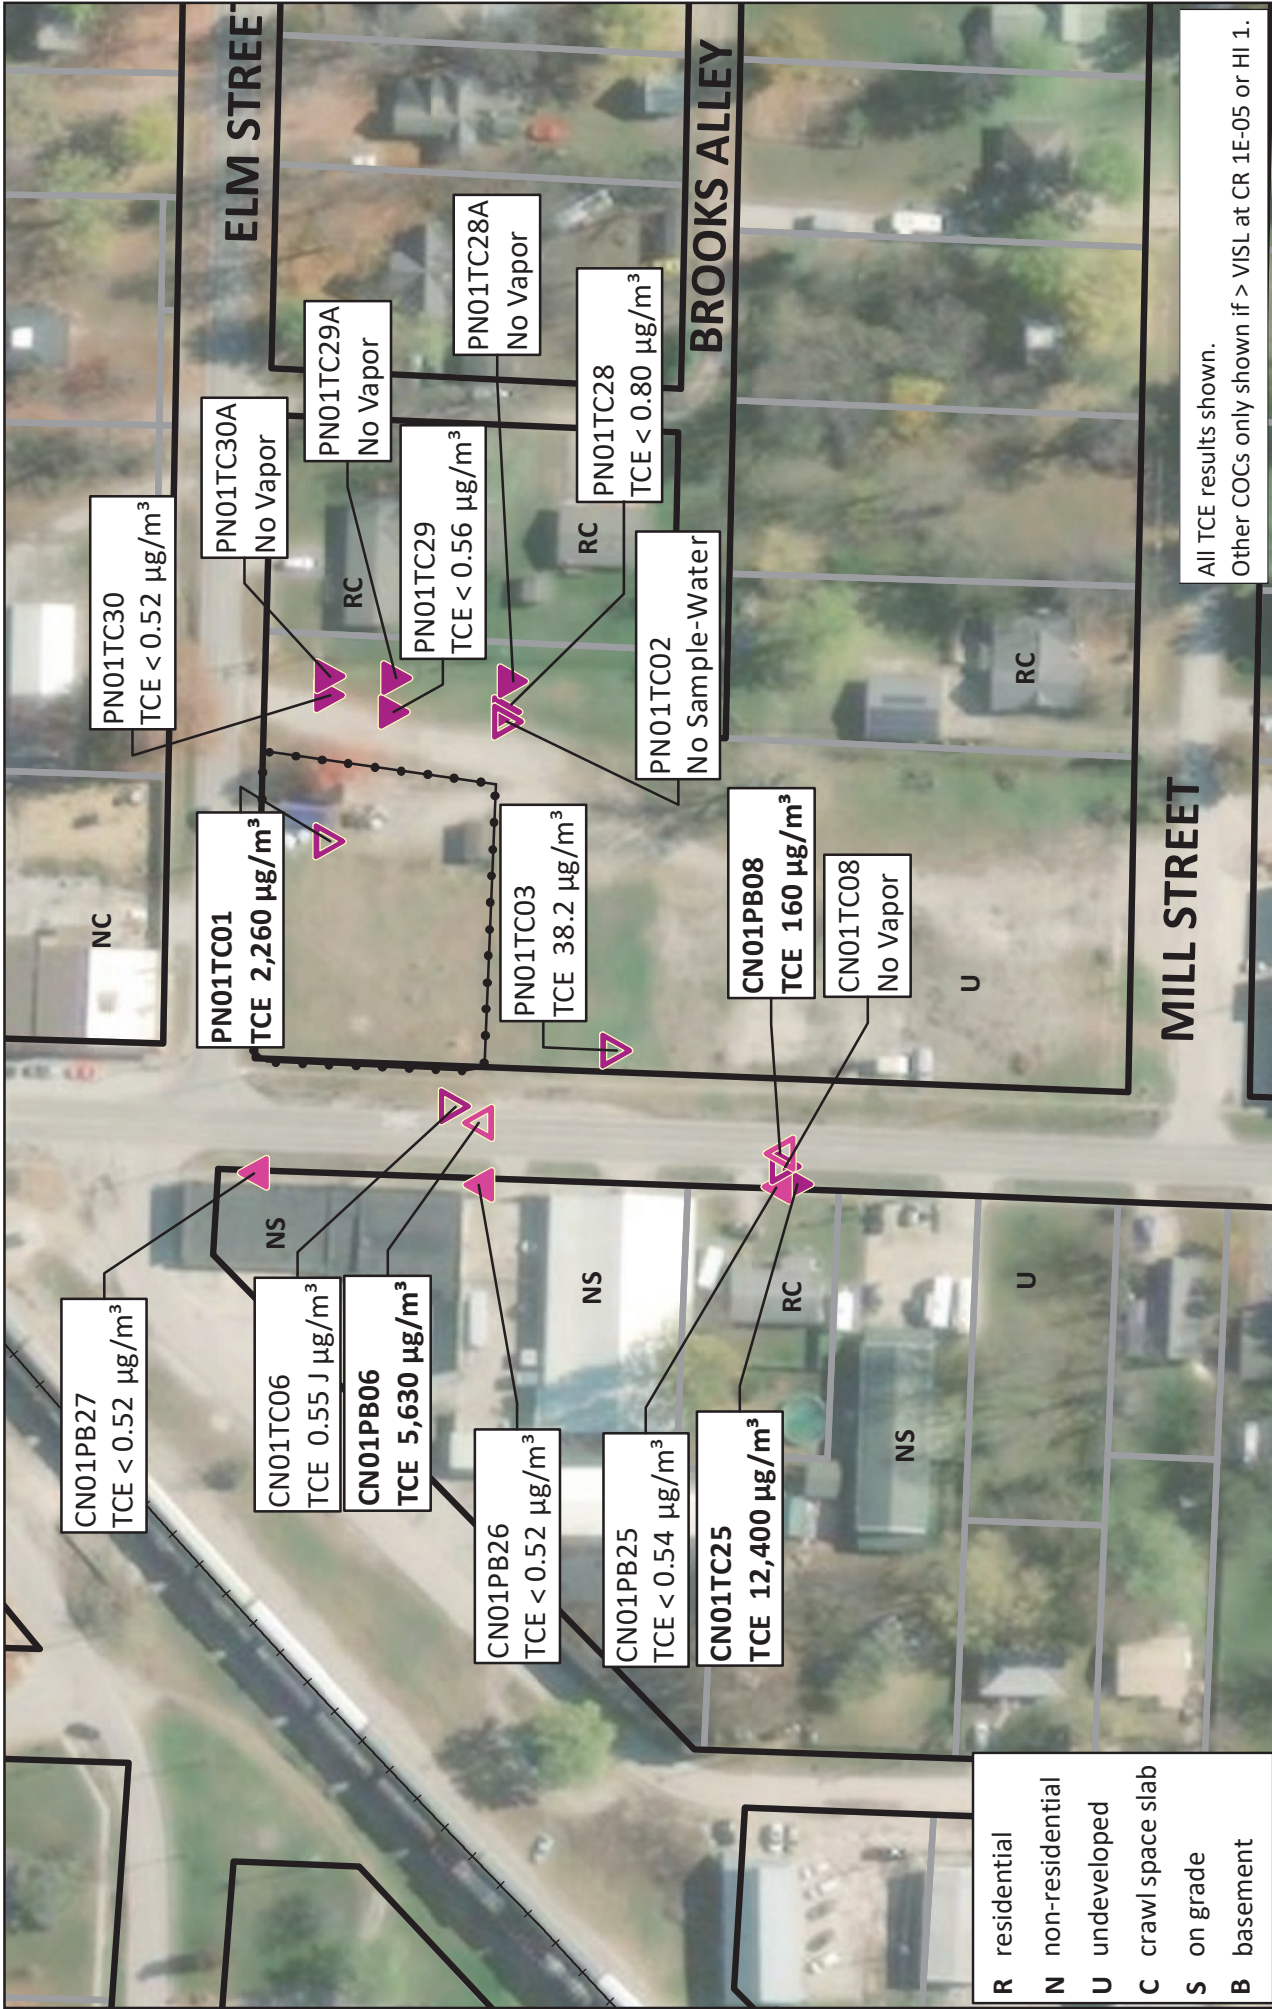 CN01PB27
TCE < 0.52 µg/m³
PN01TC30
TCE < 0.52 µg/m³
NC
PN01TC01
TCE 2,260 µg/m³
PN01TC30A
No Vapor
ELM STREET
CN01TC06
TCE 0.55 J µg/m³
NS
PN01TC29A
No Vapor
CN01PB06
TCE 5,630 µg/m³
RC
PN01TC29
TCE < 0.56 µg/m³
PN01TC28A
No Vapor
CN01PB26
TCE < 0.52 µg/m³
PN01TC03
TCE 38.2 µg/m³
PN01TC28
TCE < 0.80 µg/m³
RC
NS
CN01PB25
TCE < 0.54 µg/m³
PN01TC02
No Sample-Water
CN01TC25
TCE 12,400 µg/m³
BROOKS ALLEY
CN01PB08
TCE 160 µg/m³
RC
CN01TC08
No Vapor
NS
U
U
RC
MILL STREET
R residential
N non-residential
U undeveloped
C crawl space slab
S on grade
B basement
All TCE results shown.
Other COCs only shown if > VISL at CR 1E-05 or HI 1.